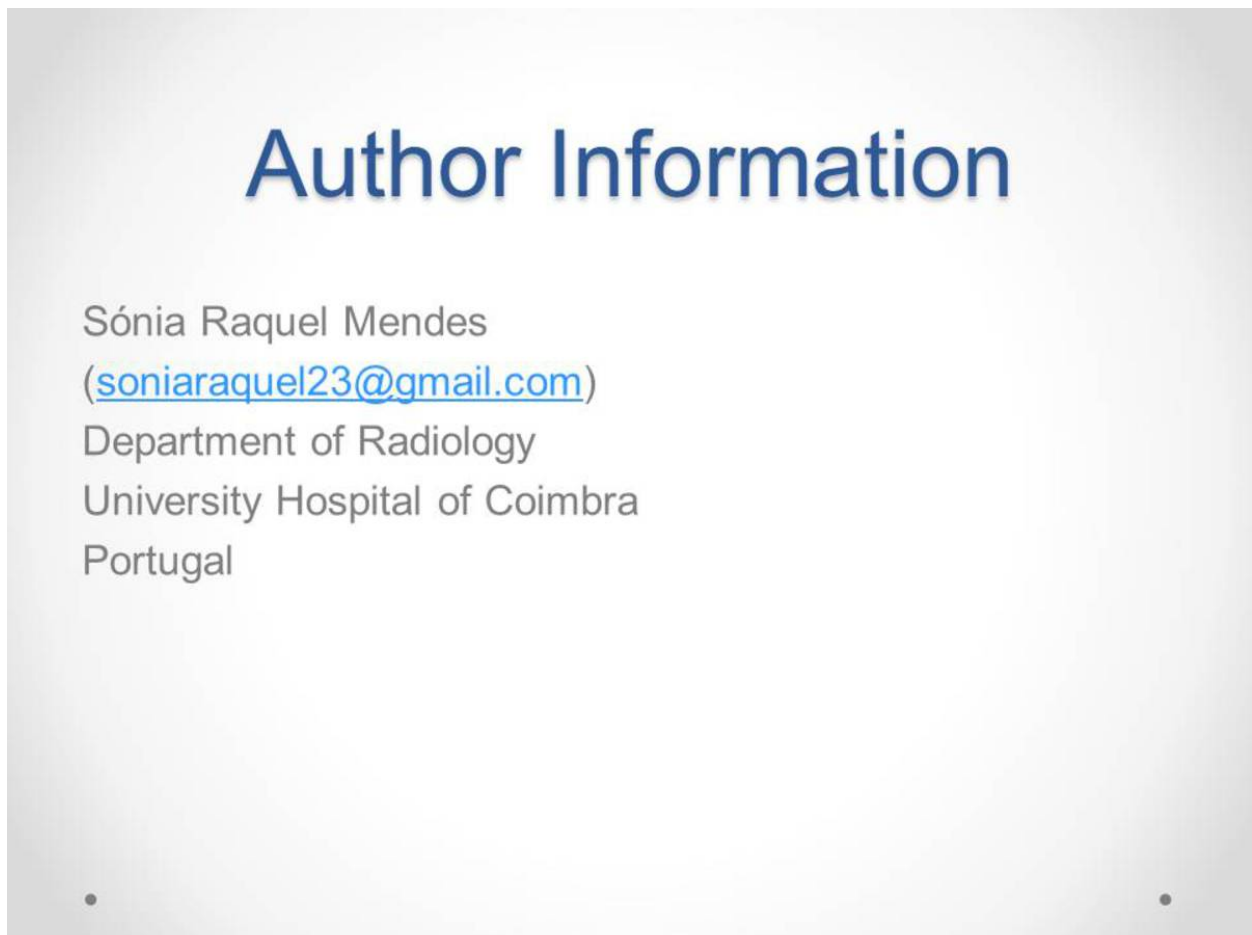 Author Information
Sónia Raquel Mendes
(soniaraquel23@gmail.com)
Department of Radiology
University Hospital of Coimbra
Portugal